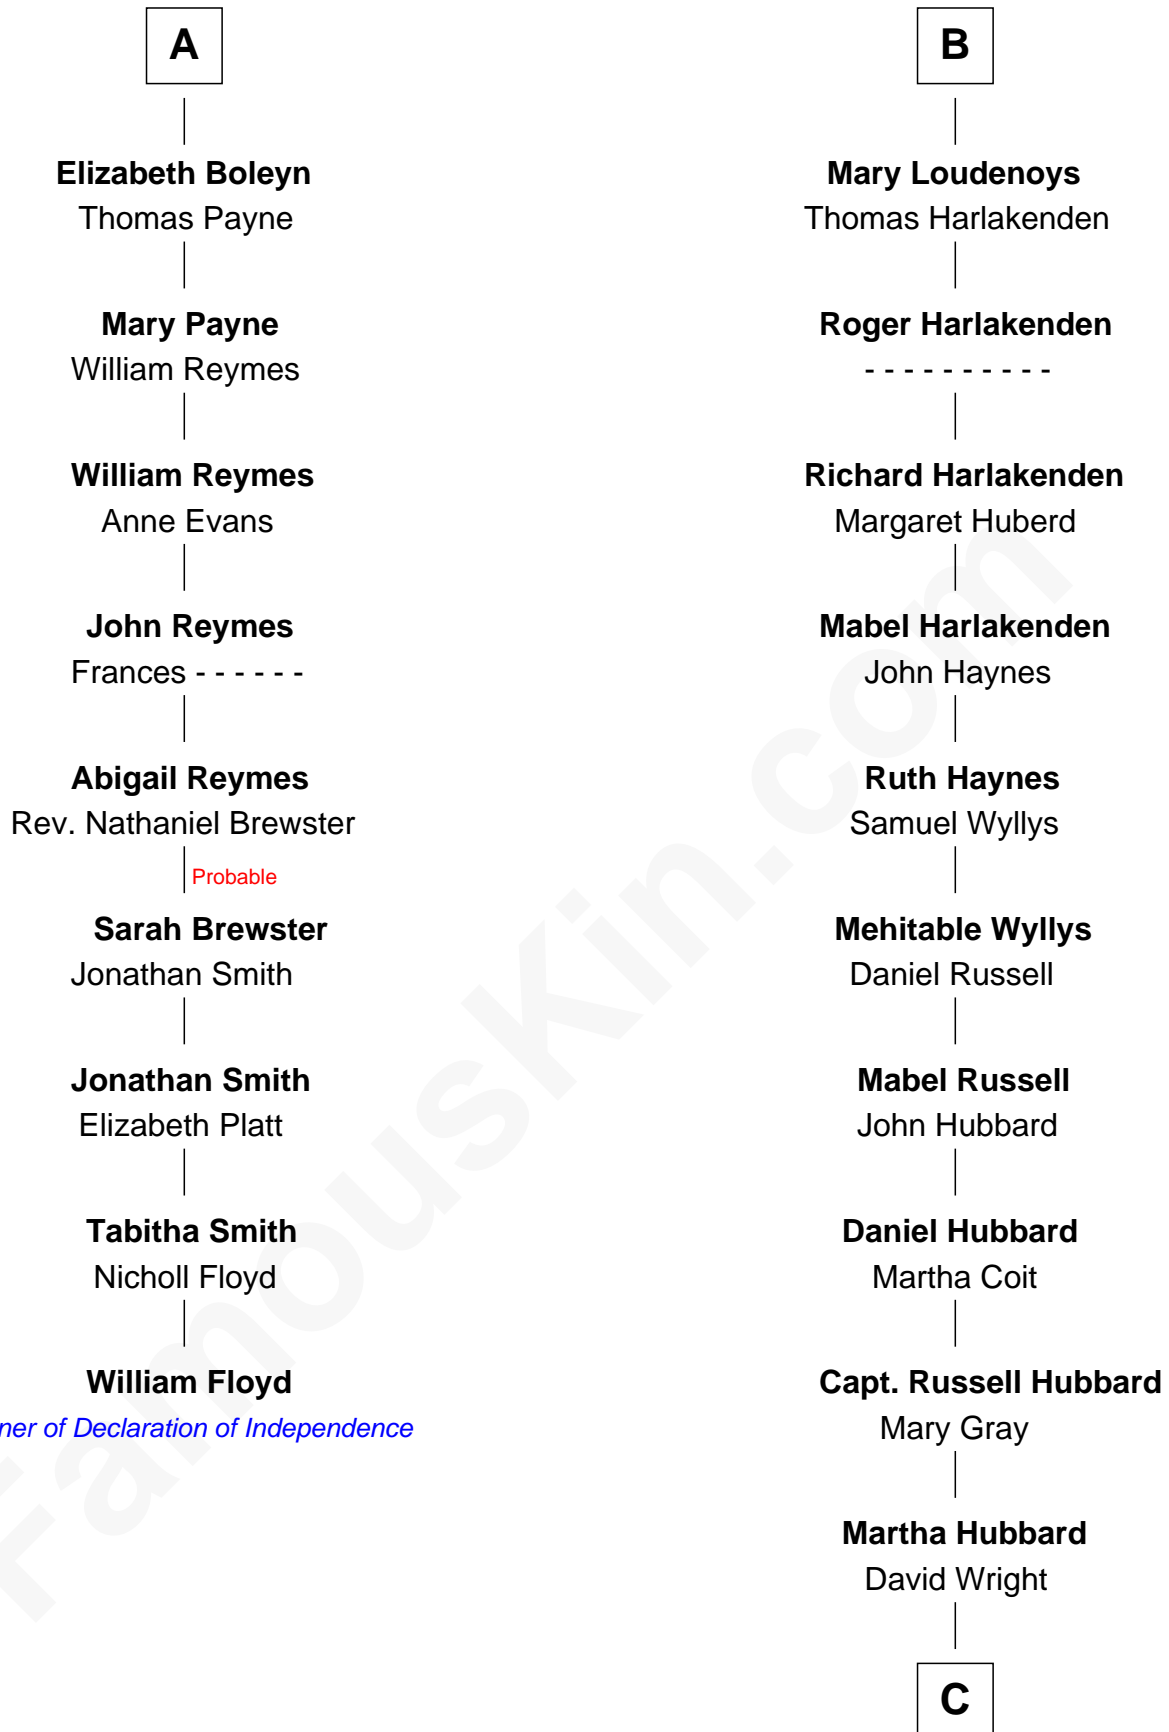 A
Elizabeth Boleyn
Thomas Payne
Mary Payne
William Reymes
William Reymes
Anne Evans
John Reymes
Frances - - - - - -
Abigail Reymes
Rev. Nathaniel Brewster
Probable
Sarah Brewster
Jonathan Smith
Jonathan Smith
Elizabeth Platt
Tabitha Smith
Nicholl Floyd
William Floyd
ner of Declaration of Independence
B
Mary Loudenoys
Thomas Harlakenden
Roger Harlakenden
- - - - - - - - - -
Richard Harlakenden
Margaret Huberd
Mabel Harlakenden
John Haynes
Ruth Haynes
Samuel Wyllys
Mehitable Wyllys
Daniel Russell
Mabel Russell
John Hubbard
Daniel Hubbard
Martha Coit
Capt. Russell Hubbard
Mary Gray
Martha Hubbard
David Wright
C
FamousKin.com